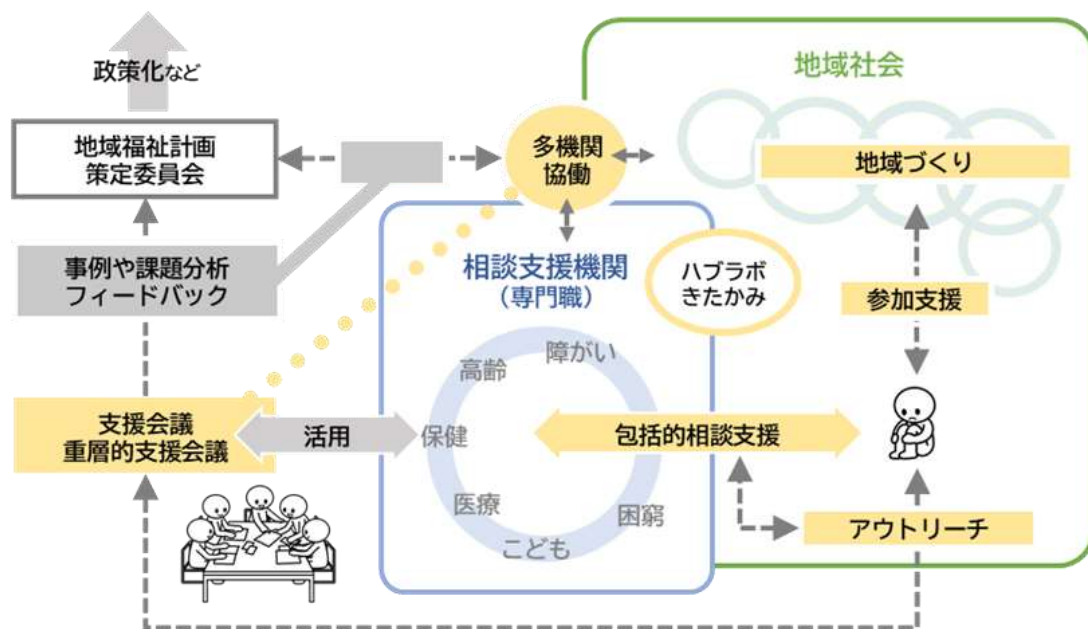 政策化など
地域福祉計画
策定委員会
事例や課題分析
フィードバック
支援会議
重層的支援会議
活用
多機関
協働
相談支援機関
（専門職）
ハブラボ
きたかみ
高齢
障がい
保健
医療
こども
困窮
包括的相談支援
地域社会
地域づくり
参加支援
アウトリーチ